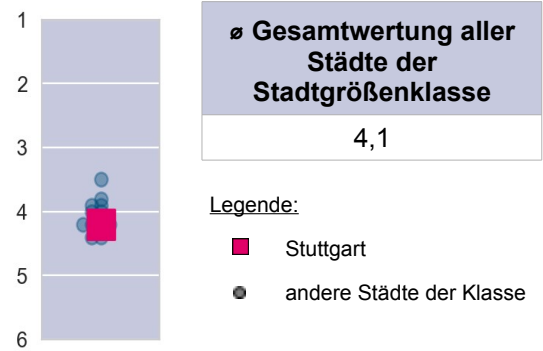 1
2
3
4
5
6
ø Gesamtwertung aller
Städte der
Stadtgrößenklasse
4,1
Legende:
Stuttgart
andere Städte der Klasse